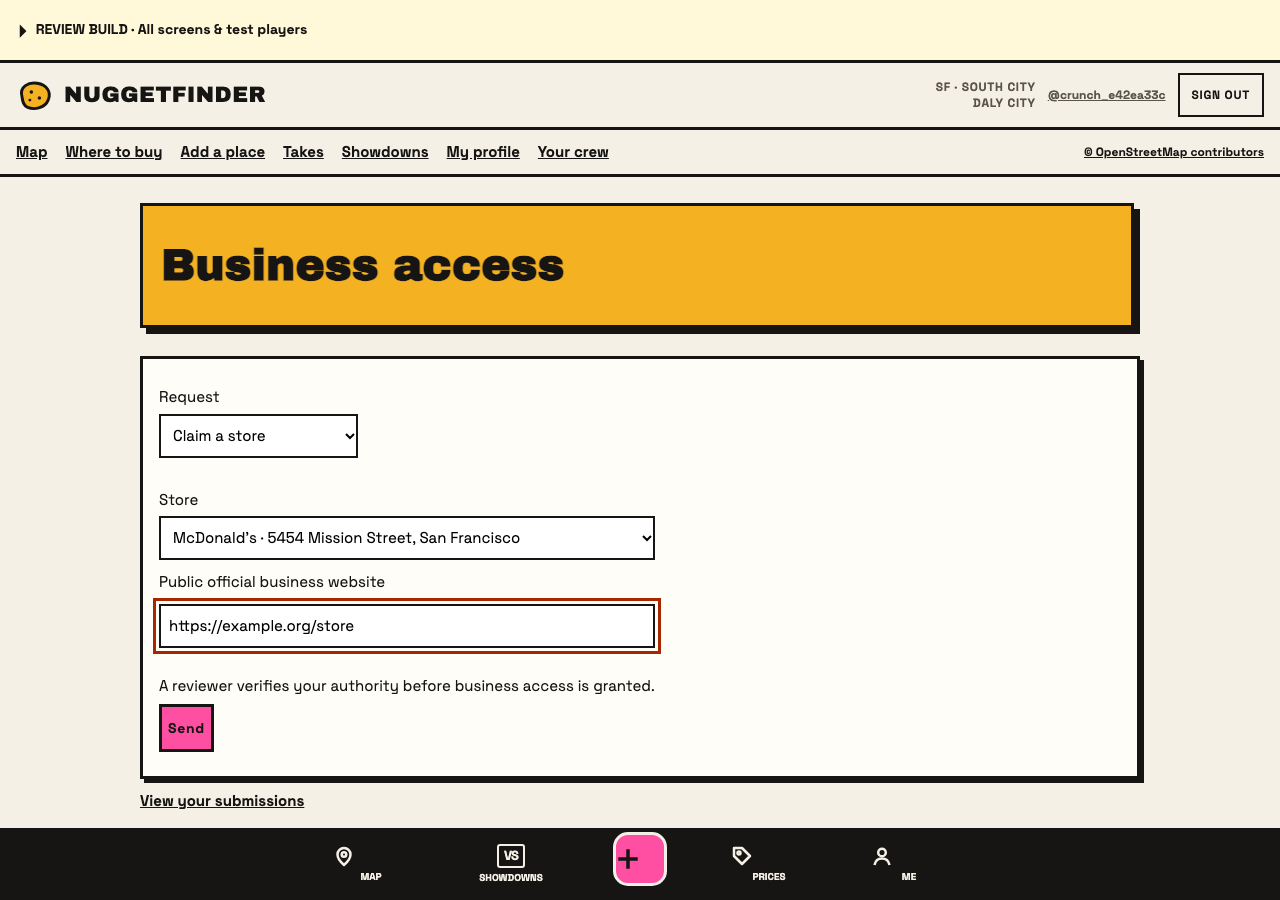 REVIEW BUILD · All screens & test players
NUGGETFINDER
SF · SOUTH CITY
DALY CITY
@crunch_e42ea33c
SIGN OUT
Map
Where to buy
Add a place
Takes
Showdowns
My profile
Your crew
© OpenStreetMap contributors
Business access
Request
Claim a store
Store
McDonald's · 5454 Mission Street, San Francisco
Public official business website
https://example.org/store
A reviewer verifies your authority before business access is granted.
Send
View your submissions
MAP
VS
SHOWDOWNS
+
PRICES
ME